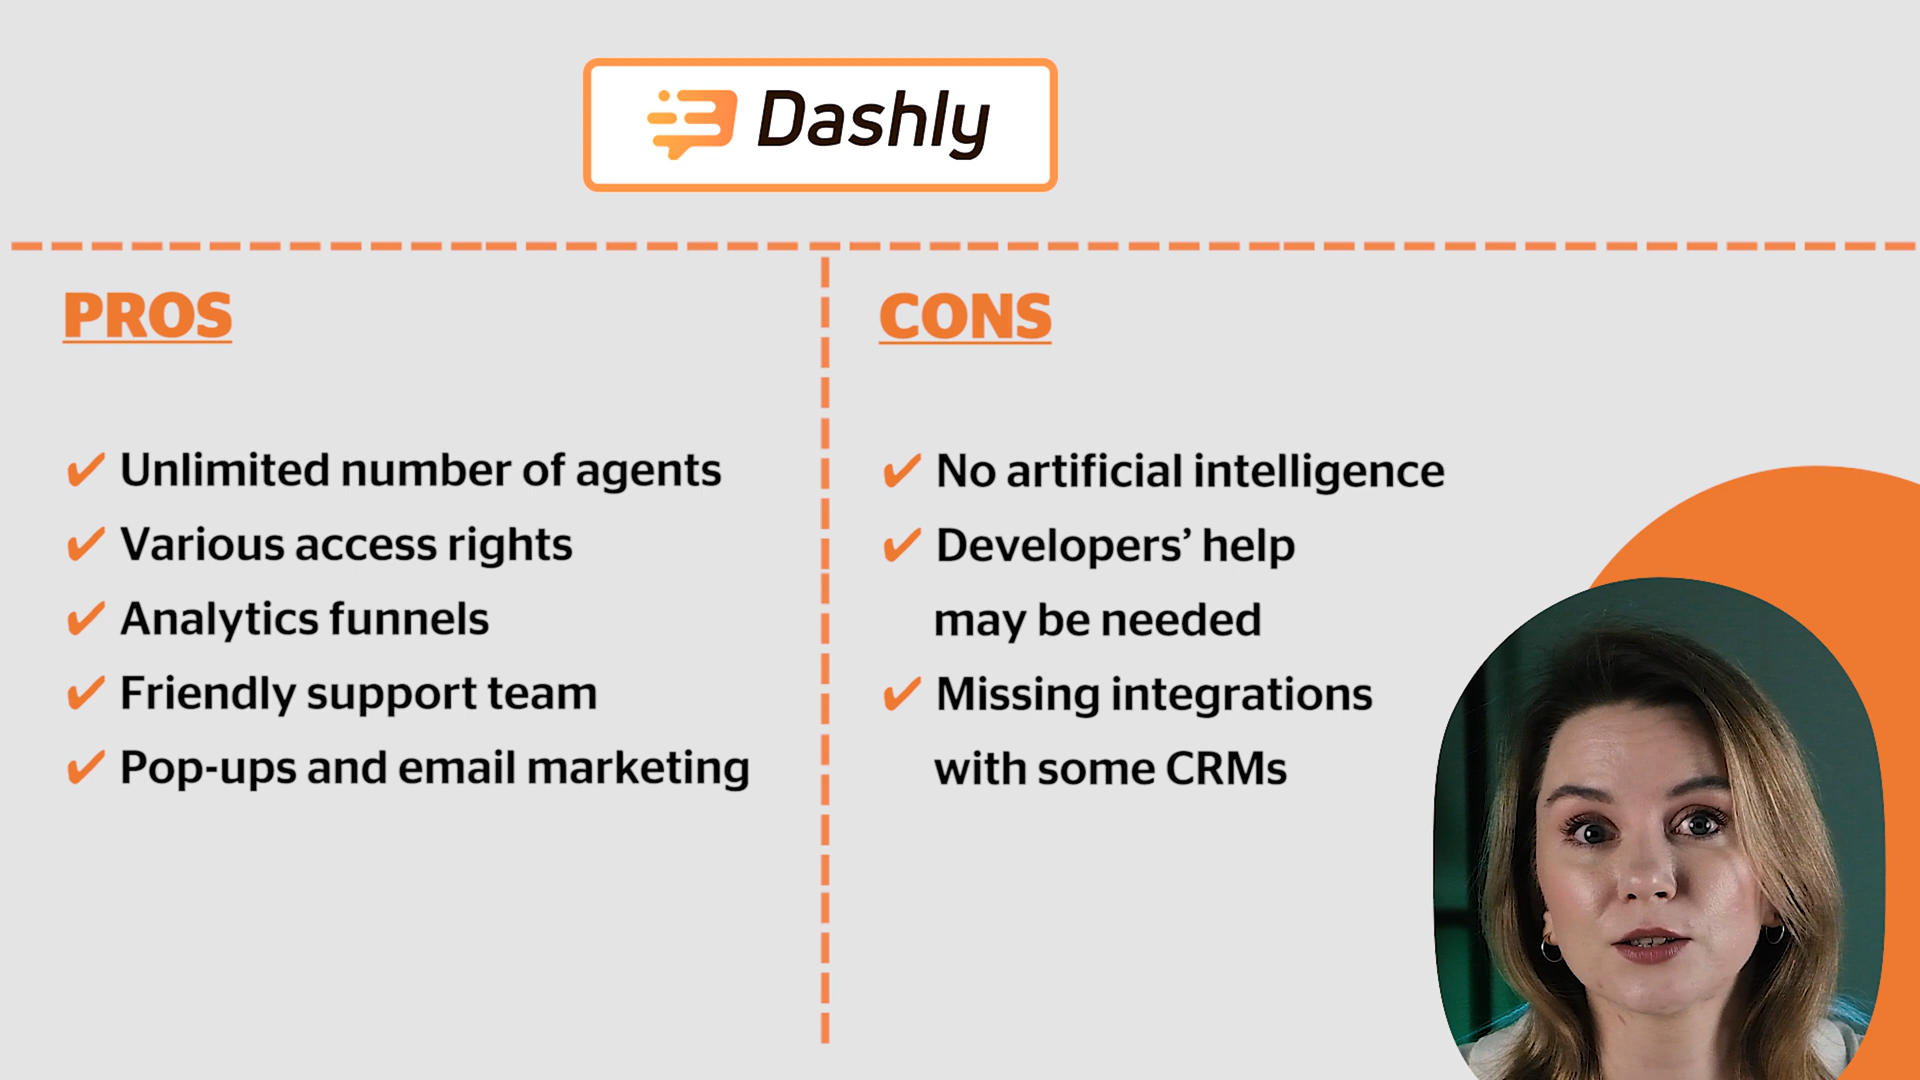 Dashly
PROS
Unlimited number of agents
Various access rights
Analytics funnels
Friendly support team
Pop-ups and email marketing
CONS
No artificial intelligence
Developers’ help
may be needed
Missing integrations
with some CRMs